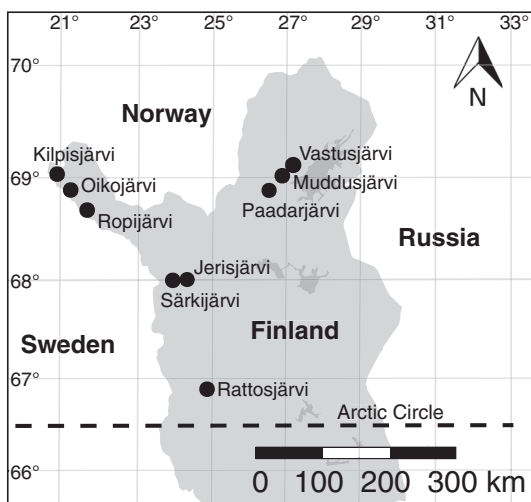 21° 23° 25° 27° 29° 31° 33°
70°
Norway
N
Kilpisjärvi
Vastusjärvi
69°
Oikojärvi
Muddusjärvi
Paadarjärvi
Ropijärvi
Russia
Jerisjärvi
68°
Särkijärvi
Finland
Sweden
67°
Rattosjärvi
Arctic Circle
66°
0 100 200 300 km